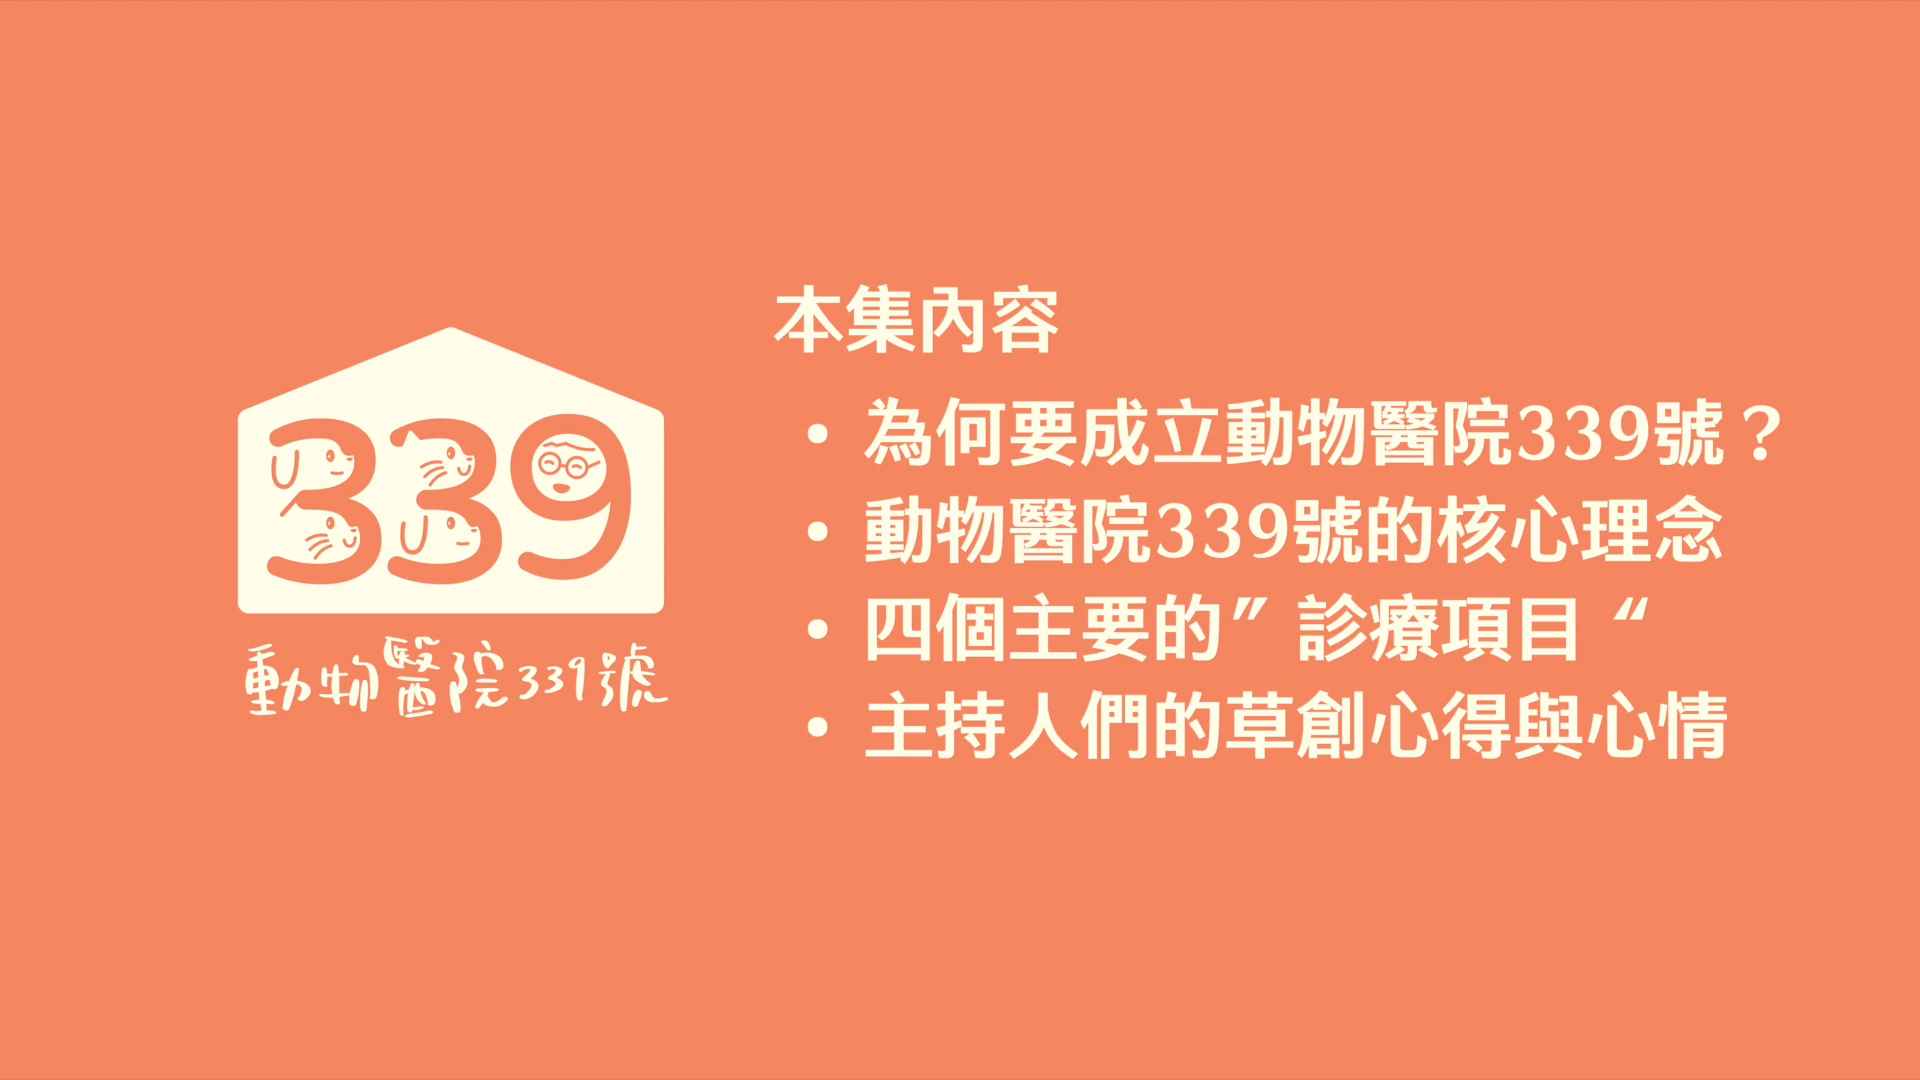 339
動物醫院339號
本集內容
• 為何要成立動物醫院339號？
• 動物醫院339號的核心理念
• 四個主要的〞診療項目〝
• 主持人們的草創心得與心情